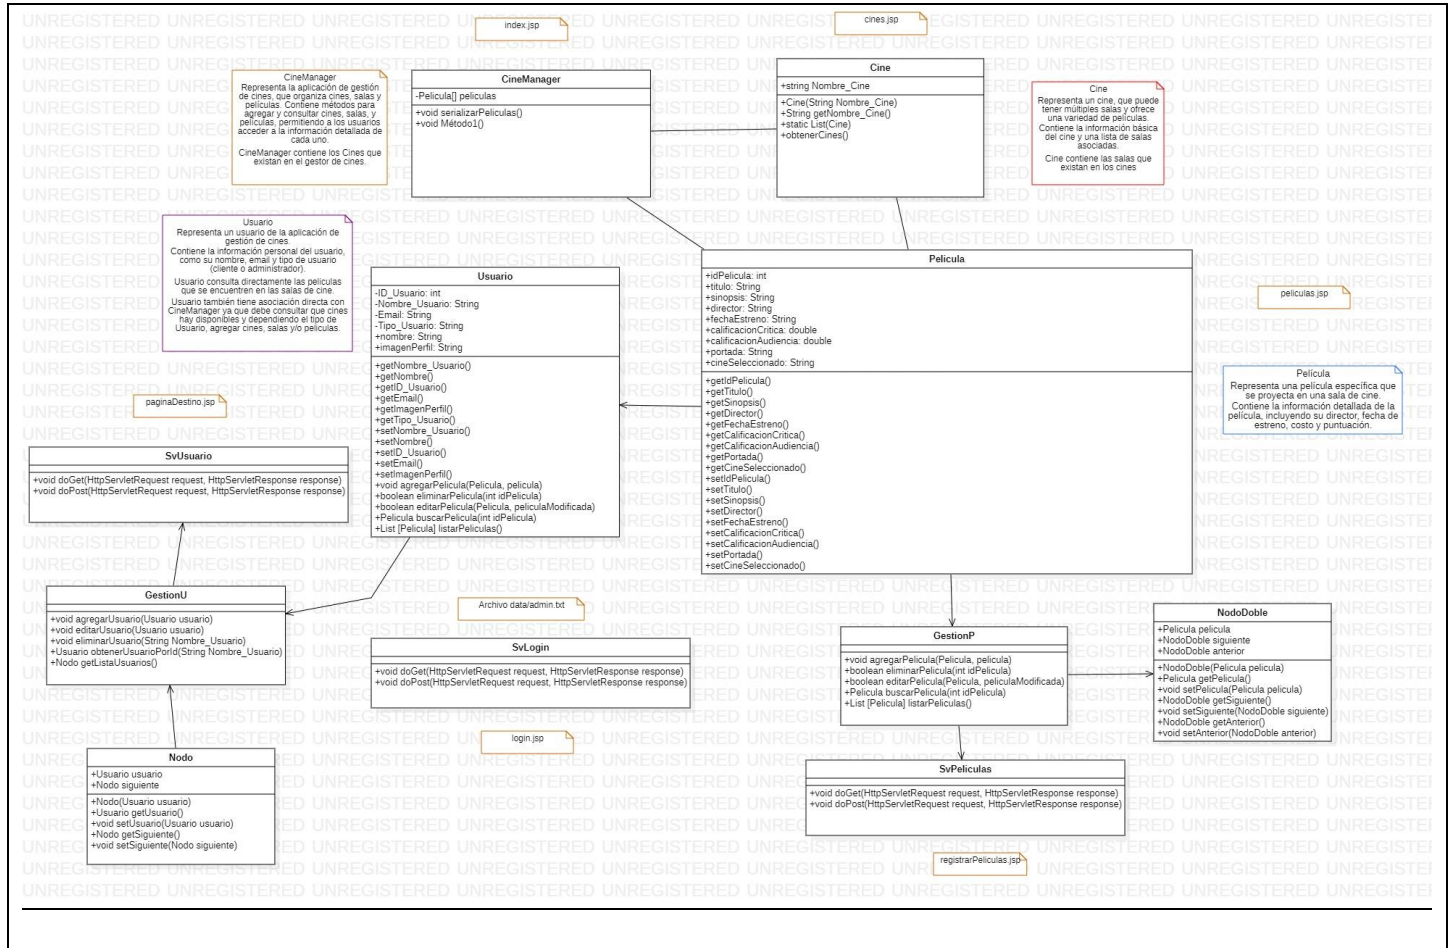 index.jsp
cines.jsp
CineManager
Representa la aplicación de gestión
de cines, que organiza cines, salas y
películas. Contiene métodos para
agregar y consultar cines, salas, y
películas, permitiendo a los usuarios
acceder a la información detallada de
cada uno.
CineManager contiene los Cines que
existan en el gestor de cines.
CineManager
-Pelicula[] peliculas
+void serializarPeliculas()
+void Método1()
Cine
+string Nombre_Cine
+Cine(String Nombre_Cine)
+String getNombre_Cine()
+static List(Cine)
+obtenerCines()
Cine
Representa un cine, que puede
tener múltiples salas y ofrece
una variedad de películas.
Contiene la información básica
del cine y una lista de salas
asociadas.
Cine contiene las salas que
existan en los cines
Usuario
Representa un usuario de la aplicación de
gestión de cines.
Contiene la información personal del usuario,
como su nombre, email y tipo de usuario
(cliente o administrador).
Usuario consulta directamente las peliculas
que se encuentren en las salas de cine.
Usuario también tiene asociación directa con
CineManager ya que debe consultar que cines
hay disponibles y dependiendo el tipo de
Usuario, agregar cines, salas y/o peliculas.
Usuario
-ID_Usuario: int
-Nombre_Usuario: String
-Email: String
-Tipo_Usuario: String
+nombre: String
+imagenPerfil: String
+getNombre_Usuario()
+getNombre()
+getID_Usuario()
+getEmail()
+getImagenPerfil()
+getTipo_Usuario()
+setNombre_Usuario()
+setNombre()
+setID_Usuario()
+setEmail()
+setImagenPerfil()
+void agregarPelicula(Pelicula, pelicula)
+boolean eliminarPelicula(int idPelicula)
+boolean editarPelicula(Pelicula, peliculaModificada)
+Pelicula buscarPelicula(int idPelicula)
+List [Pelicula] listarPeliculas()
Pelicula
+idPelicula: int
+titulo: String
+sinopsis: String
+director: String
+fechaEstreno: String
+calificacionCritica: double
+calificacionAudiencia: double
+portada: String
+cineSeleccionado: String
+getIdPelicula()
+getTitulo()
+getSinopsis()
+getDirector()
+getFechaEstreno()
+getCalificacionCritica()
+getCalificacionAudiencia()
+getPortada()
+getCineSeleccionado()
+setIdPelicula()
+setTitulo()
+setSinopsis()
+setDirector()
+setFechaEstreno()
+setCalificacionCritica()
+setCalificacionAudiencia()
+setPortada()
+setCineSeleccionado()
peliculas.jsp
Película
Representa una película específica que
se proyecta en una sala de cine.
Contiene la información detallada de la
película, incluyendo su director, fecha de
estreno, costo y puntuación.
paginaDestino.jsp
SvUsuario
+void doGet(HttpServletRequest request, HttpServletResponse response)
+void doPost(HttpServletRequest request, HttpServletResponse response)
GestionU
+void agregarUsuario(Usuario usuario)
+void editarUsuario(Usuario usuario)
+void eliminarUsuario(String Nombre_Usuario)
+Usuario obtenerUsuarioPorId(String Nombre_Usuario)
+Nodo getListaUsuarios()
Archivo data/admin.txt
SvLogin
+void doGet(HttpServletRequest request, HttpServletResponse response)
+void doPost(HttpServletRequest request, HttpServletResponse response)
login.jsp
Nodo
+Usuario usuario
+Nodo siguiente
+Nodo(Usuario usuario)
+Usuario getUsuario()
+void setUsuario(Usuario usuario)
+Nodo getSiguiente()
+void setSiguiente(Nodo siguiente)
GestionP
+void agregarPelicula(Pelicula, pelicula)
+boolean eliminarPelicula(int idPelicula)
+boolean editarPelicula(Pelicula, peliculaModificada)
+Pelicula buscarPelicula(int idPelicula)
+List [Pelicula] listarPeliculas()
NodoDoble
+Pelicula pelicula
+NodoDoble siguiente
+NodoDoble anterior
+NodoDoble(Pelicula pelicula)
+Pelicula getPelicula()
+void setPelicula(Pelicula pelicula)
+NodoDoble getSiguiente()
+void setSiguiente(NodoDoble siguiente)
+NodoDoble getAnterior()
+void setAnterior(NodoDoble anterior)
SvPeliculas
+void doGet(HttpServletRequest request, HttpServletResponse response)
+void doPost(HttpServletRequest request, HttpServletResponse response)
registrarPeliculas.jsp
UNREGISTERED